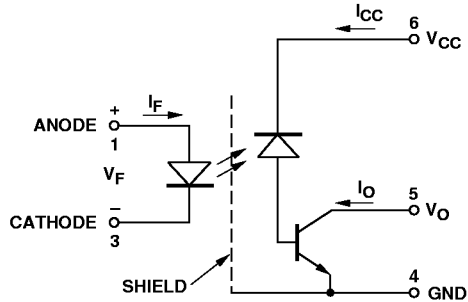 ICC
6
VCC
ANODE
+
1
IF
VF
CATHODE
–
3
SHIELD
IO
5
VO
4
GND